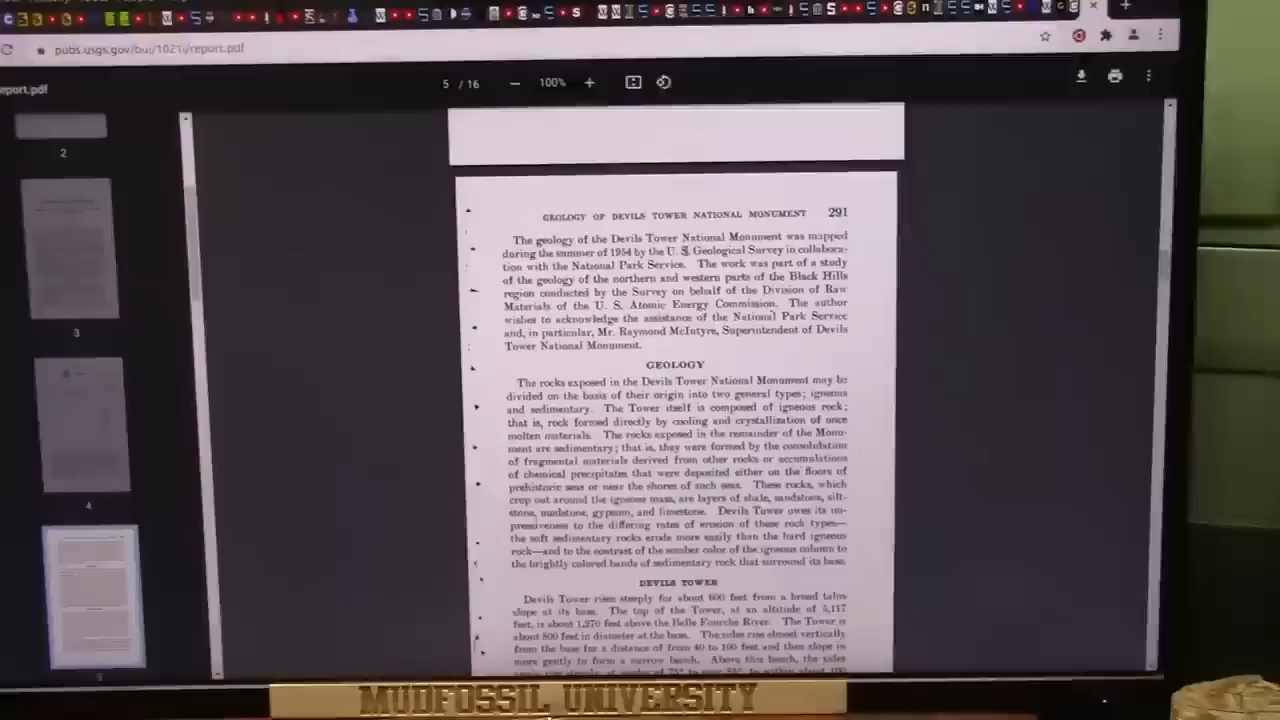 pubs.usgs.gov/bul/1021i/report.pdf
eport.pdf
5 / 16
100%
2
3
4
5
GEOLOGY OF DEVILS TOWER NATIONAL MONUMENT 291
The geology of the Devils Tower National Monument was mapped
during the summer of 1954 by the U. S. Geological Survey in collabora-
tion with the National Park Service. The work was part of a study
of the geology of the northern and western parts of the Black Hills
region conducted by the Survey on behalf of the Division of Raw
Materials of the U. S. Atomic Energy Commission. The author
wishes to acknowledge the assistance of the National Park Service
and, in particular, Mr. Raymond McIntyre, Superintendent of Devils
Tower National Monument.
GEOLOGY
The rocks exposed in the Devils Tower National Monument may be
divided on the basis of their origin into two general types; igneous
and sedimentary. The Tower itself is composed of igneous rock;
that is, rock formed directly by cooling and crystallization of once
molten materials. The rocks exposed in the remainder of the Monu-
ment are sedimentary; that is, they were formed by the consolidation
of fragmental materials derived from other rocks or accumulations
of chemical precipitates that were deposited either on the floors of
prehistoric seas or near the shores of such seas. These rocks, which
crop out around the igneous mass, are layers of shale, sandstone, silt-
stone, mudstone, gypsum, and limestone. Devils Tower owes its im-
pressiveness to the differing rates of erosion of these rock types—
the soft sedimentary rocks erode more easily than the hard igneous
rock—and to the contrast of the somber color of the igneous column to
the brightly colored bands of sedimentary rock that surround its base.
DEVILS TOWER
Devils Tower rises steeply for about 600 feet from a broad talus
slope at its base. The top of the Tower, at an altitude of 5,117
feet, is about 1,270 feet above the Belle Fourche River. The Tower is
about 800 feet in diameter at the base. The sides rise almost vertically
from the base for a distance of from 40 to 100 feet and then slope in
more gently to form a narrow bench. Above this bench, the sides
MUDFOSSIL UNIVERSITY